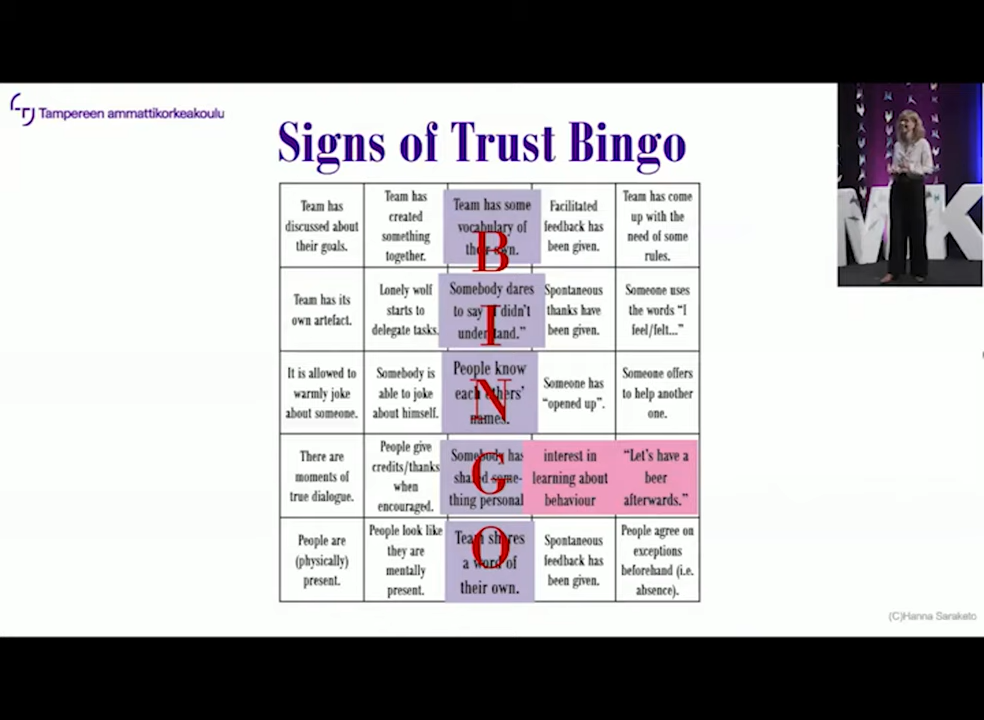 Tampereen ammattikorkeakoulu
Signs of Trust Bingo
Team has
discussed about
their goals.
Team has
created
something
together.
Team has some
vocabulary of
their own.
Facilitated
feedback has
been given.
Team has come
up with the
need of some
rules.
Team has its
own artefact.
Lonely wolf
starts to
delegate tasks.
Somebody dares
to say "I didn't
understand."
Spontaneous
thanks have
been given.
Someone uses
the words "I
feel/felt..."
It is allowed to
warmly joke
about someone.
Somebody is
able to joke
about himself.
People know
each others'
names.
Someone has
"opened up".
Someone offers
to help another
one.
There are
moments of
true dialogue.
People give
credits/thanks
when
encouraged.
Somebody has
shared some-
thing personal
interest in
learning about
behaviour
"Let's have a
beer
afterwards."
People are
(physically)
present.
People look like
they are
mentally
present.
Team shares
a word of
their own.
Spontaneous
feedback has
been given.
People agree on
exceptions
beforehand (i.e.
absence).
B
I
N
G
O
MK
(C)Hanna Saraketo